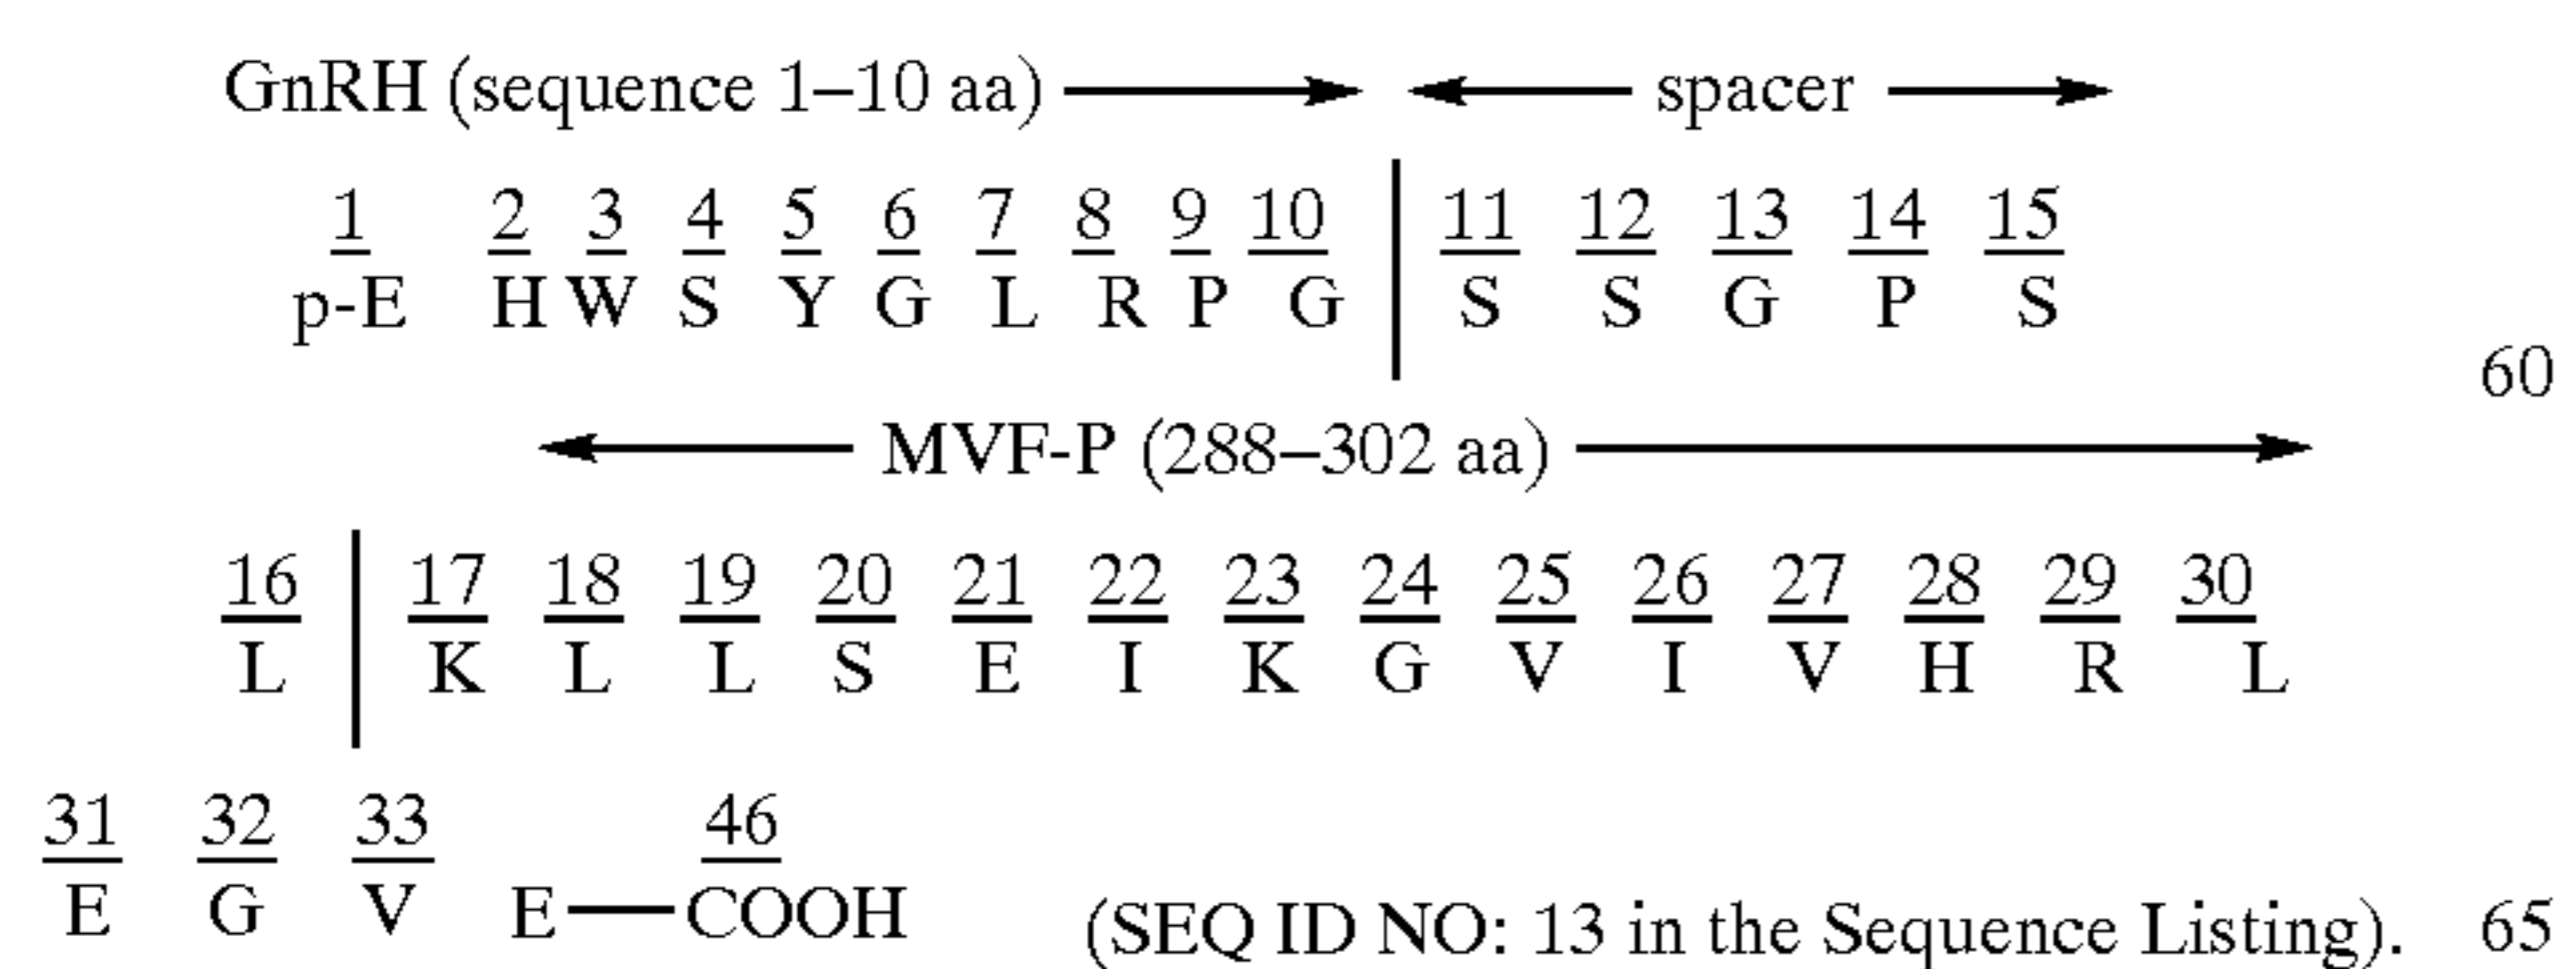 GnRH (sequence 1–10 aa) spacer
1 2 3 4 5 6 7 8 9 10 11 12 13 14 15
p-E H W S Y G L R P G S S G P S
60
MVF-P (288–302 aa)
16 17 18 19 20 21 22 23 24 25 26 27 28 29 30
L K L L S E I K G V I V H R L
31 32 33 46
E G V E—COOH (SEQ ID NO: 13 in the Sequence Listing). 65